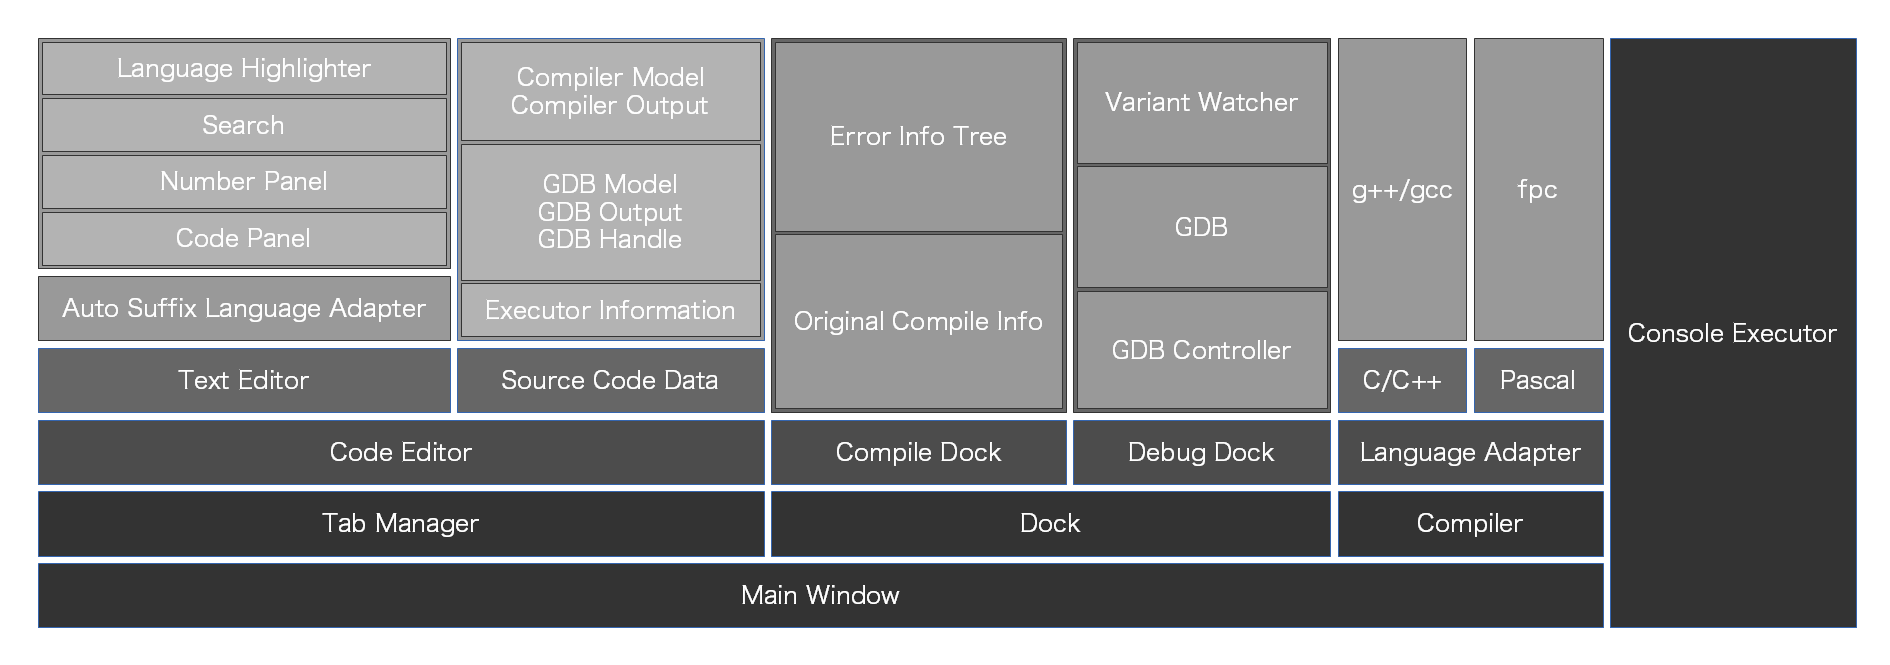 Language Highlighter
Search
Number Panel
Code Panel
Auto Suffix Language Adapter
Text Editor
Compiler Model
Compiler Output
GDB Model
GDB Output
GDB Handle
Executor Information
Source Code Data
Code Editor
Tab Manager
Error Info Tree
Original Compile Info
Compile Dock
Variant Watcher
GDB
GDB Controller
Debug Dock
Dock
g++/gcc
C/C++
fpc
Pascal
Language Adapter
Compiler
Main Window
Console Executor